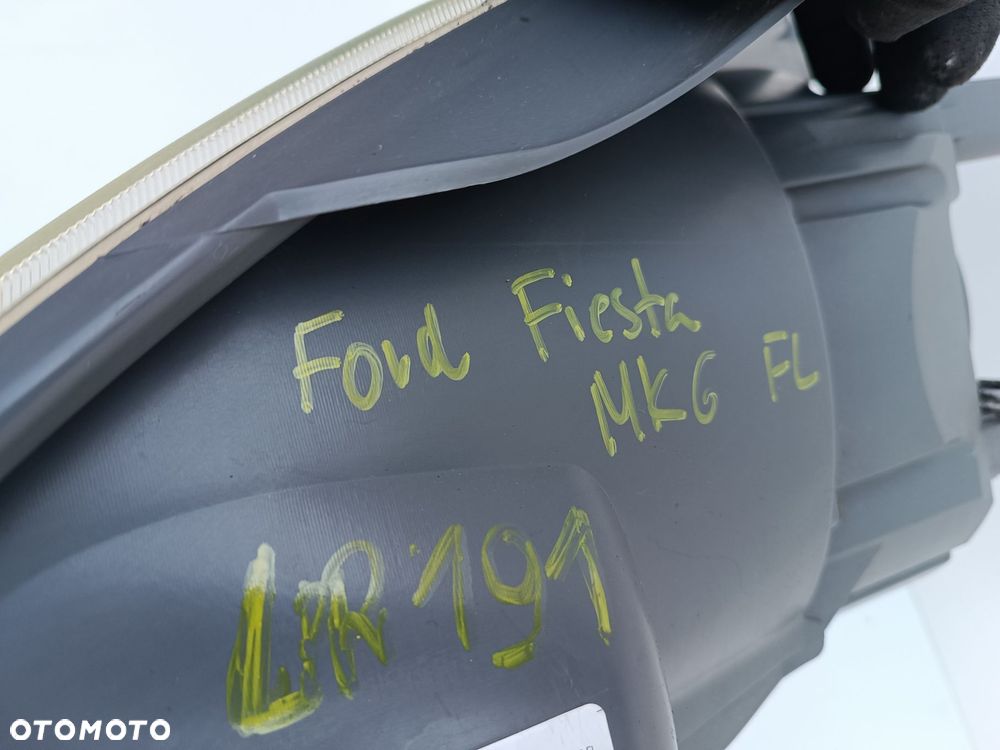 Ford Fiesta
MK6 FL
LR191
OTOMOTO